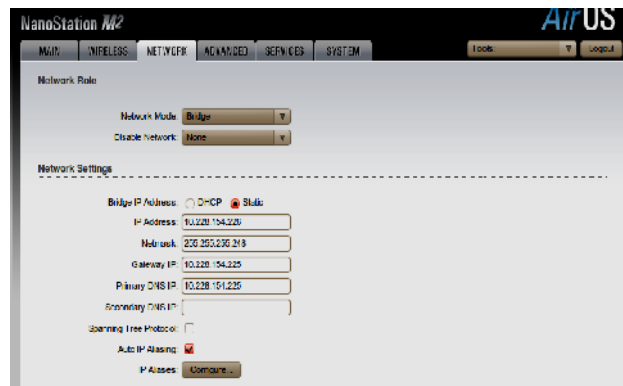 NanoStation M2
AirOS
MAIN WIRELESS NETWORK ADVANCED SERVICES SYSTEM Tools: Logout
Network Role
Network Mode: Bridge
Disable Network: None
Network Settings
Bridge IP Address: DHCP Static
IP Address: 10.228.154.226
Netmask: 255.255.255.248
Gateway IP: 10.228.154.225
Primary DNS IP: 10.228.154.225
Secondary DNS IP:
Spanning Tree Protocol:
Auto IP Aliasing:
IP Aliases: Configure...